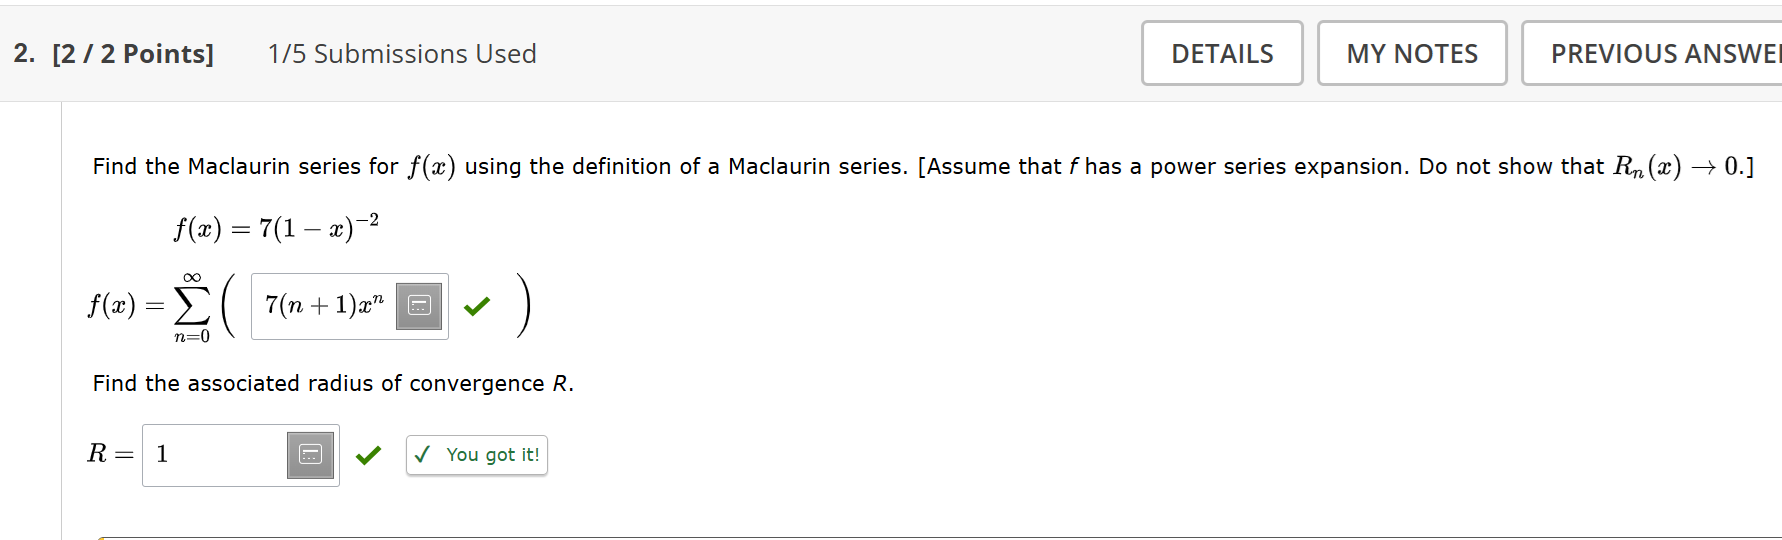 2. [2 / 2 Points] 1/5 Submissions Used DETAILS MY NOTES PREVIOUS ANSWE
Find the Maclaurin series for f(x) using the definition of a Maclaurin series. [Assume that f has a power series expansion. Do not show that Rₙ(x) → 0.]
f(x) = 7(1 − x)⁻²
f(x) = ∞ ∑ n=0 ( 7(n + 1)xⁿ )
Find the associated radius of convergence R.
R = 1 ✓ You got it!